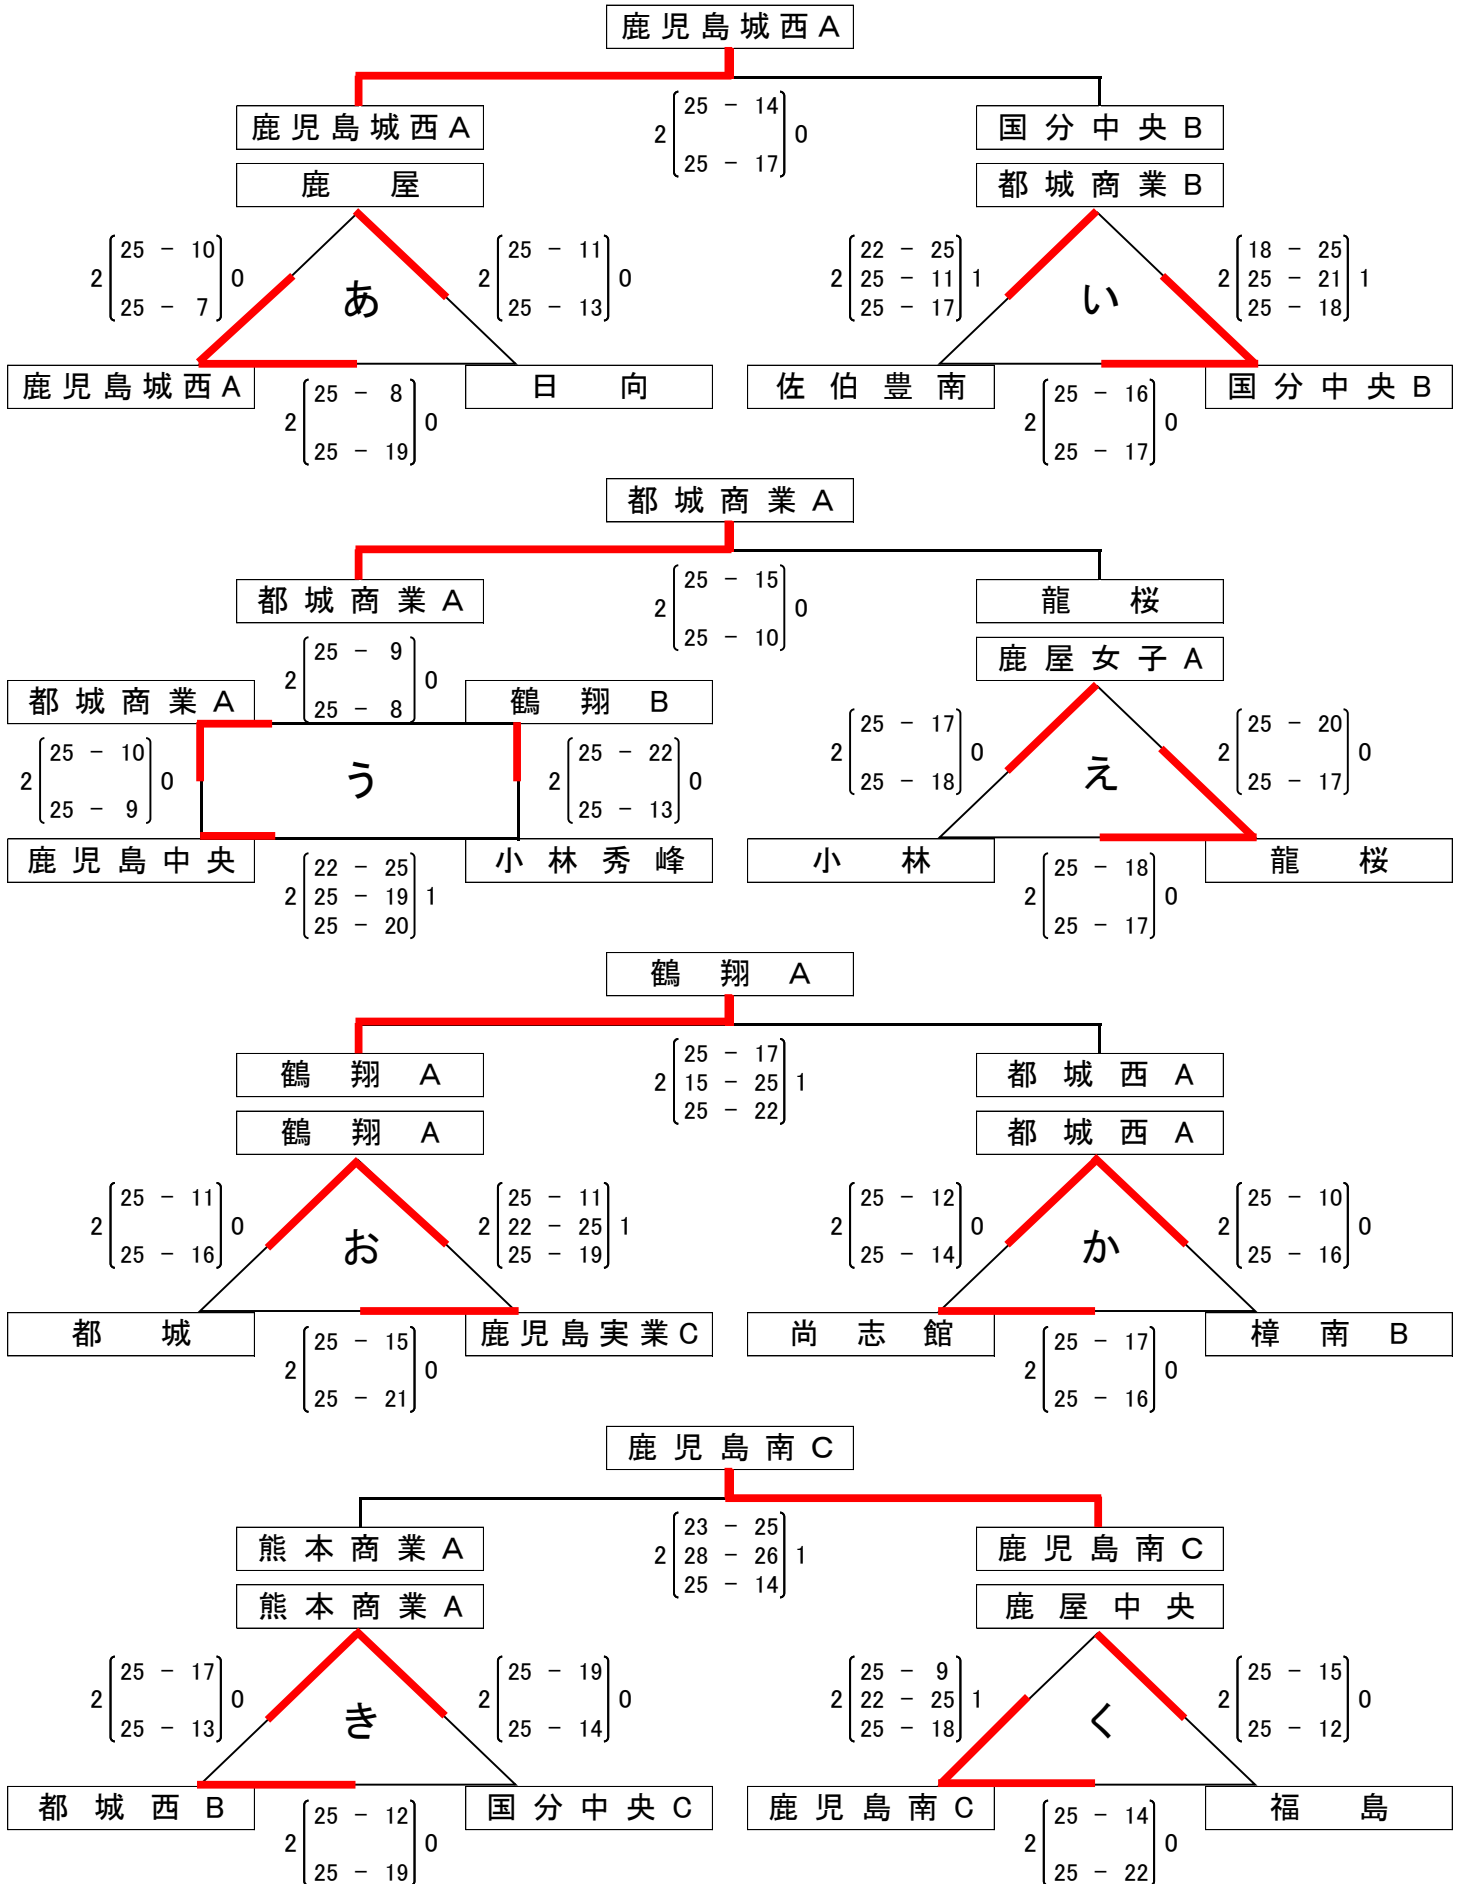 鹿児島城西A
25 － 14
2 0
25 － 17
鹿児島城西A 国分中央B
鹿 屋 都城商業B
25 － 10 25 － 11 22 － 25 18 － 25
2 0 2 0 2 25 － 11 1 2 25 － 21 1
25 － 7 25 － 13 25 － 17 25 － 18
あ い
鹿児島城西A 日 向 佐伯豊南 国分中央B
25 － 8 25 － 16
2 0 2 0
25 － 19 25 － 17
都城商業A
25 － 15
2 0
25 － 10
都城商業A 龍 桜
25 － 9 鹿屋女子A
2 0
25 － 8
都城商業A 鶴 翔 B
25 － 10 25 － 22 25 － 17 25 － 20
2 0 2 0 2 0 2 0
25 － 9 25 － 13 25 － 18 25 － 17
う え
鹿児島中央 小林秀峰 小 林 龍 桜
22 － 25 25 － 18
2 25 － 19 1 2 0
25 － 20 25 － 17
鶴 翔 A
25 － 17
2 15 － 25 1
25 － 22
鶴 翔 A 都城西A
鶴 翔 A 都城西A
25 － 11 25 － 11 25 － 12 25 － 10
2 0 2 22 － 25 1 2 0 2 0
25 － 16 25 － 19 25 － 14 25 － 16
お か
都 城 鹿児島実業C 尚志館 樟南B
25 － 15 25 － 17
2 0 2 0
25 － 21 25 － 16
鹿児島南C
23 － 25
2 28 － 26 1
25 － 14
熊本商業A 鹿児島南C
熊本商業A 鹿屋中央
25 － 17 25 － 19 25 － 9 25 － 15
2 0 2 0 2 22 － 25 1 2 0
25 － 13 25 － 14 25 － 18 25 － 12
き く
都城西B 国分中央C 鹿児島南C 福 島
25 － 12 25 － 14
2 0 2 0
25 － 19 25 － 22